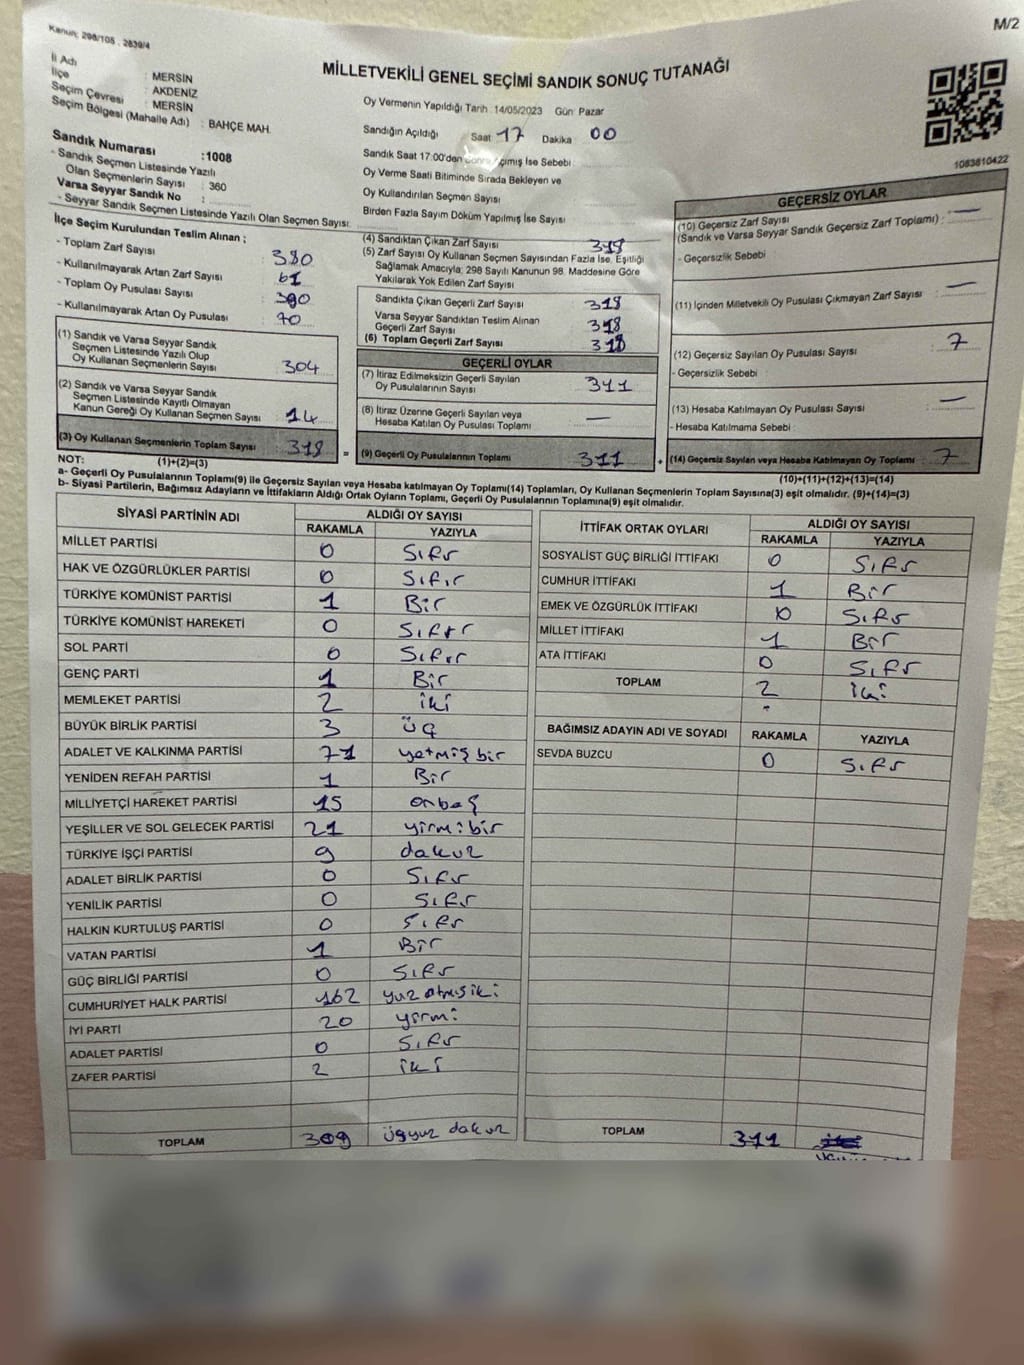 Kanun; 298/105 - 2839/4
M/2
MİLLETVEKİLİ GENEL SEÇİMİ SANDIK SONUÇ TUTANAĞI
İl Adı : MERSİN
İlçe : AKDENİZ
Seçim Çevresi : MERSİN
Seçim Bölgesi (Mahalle Adı) : BAHÇE MAH.
Sandık Numarası :1008
- Sandık Seçmen Listesinde Yazılı
Olan Seçmenlerin Sayısı : 360
Varsa Seyyar Sandık No :
- Seyyar Sandık Seçmen Listesinde Yazılı Olan Seçmen Sayısı:
Oy Vermenin Yapıldığı Tarih :14/05/2023 Gün: Pazar
Sandığın Açıldığı Saat 17 Dakika 00
Sandık Saat 17:00'den Sonra Açmış İse Sebebi:
Oy Verme Saati Bitiminde Sırada Bekleyen ve
Oy Kullandırılan Seçmen Sayısı
Birden Fazla Sayım Döküm Yapılmış İse Sayısı
1083810422
İlçe Seçim Kurulundan Teslim Alınan ;
- Toplam Zarf Sayısı : 380
- Kullanılmayarak Artan Zarf Sayısı : 61
- Toplam Oy Pusulası Sayısı :
- Kullanılmayarak Artan Oy Pusulası : 70
(1) Sandık ve Varsa Seyyar Sandık
Seçmen Listesinde Yazılı Olup
Oy Kullanan Seçmenlerin Sayısı : 304
(2) Sandık ve Varsa Seyyar Sandık
Seçmen Listesinde Kayıtlı Olmayan
Kanun Gereği Oy Kullanan Seçmen Sayısı : 14
(3) Oy Kullanan Seçmenlerin Toplam Sayısı 318
(4) Sandıktan Çıkan Zarf Sayısı 318
(5) Zarf Sayısı Oy Kullanan Seçmen Sayısından Fazla İse, Eşitliği
Sağlamak Amacıyla; 298 Sayılı Kanunun 98. Maddesine Göre
Yakılarak Yok Edilen Zarf Sayısı
Sandıkta Çıkan Geçerli Zarf Sayısı : 318
Varsa Seyyar Sandıktan Teslim Alınan
Geçerli Zarf Sayısı : 318
(6) Toplam Geçerli Zarf Sayısı : 318
GEÇERLİ OYLAR
(7) İtiraz Edilmeksizin Geçerli Sayılan
Oy Pusulalarının Sayısı : 311
(8) İtiraz Üzerine Geçerli Sayılan veya
Hesaba Katılan Oy Pusulası Toplamı : —
= (9) Geçerli Oy Pusulalarının Toplamı 311
GEÇERSİZ OYLAR
(10) Geçersiz Zarf Sayısı
(Sandık ve Varsa Seyyar Sandık Geçersiz Zarf Toplamı) : —
- Geçersizlik Sebebi :
(11) İçinden Milletvekili Oy Pusulası Çıkmayan Zarf Sayısı : —
(12) Geçersiz Sayılan Oy Pusulası Sayısı : 7
- Geçersizlik Sebebi :
(13) Hesaba Katılmayan Oy Pusulası Sayısı : —
- Hesaba Katılmama Sebebi :
+ (14) Geçersiz Sayılan veya Hesaba Katılmayan Oy Toplamı : 7
NOT: (1)+(2)=(3)
(10)+(11)+(12)+(13)=(14)
a- Geçerli Oy Pusulalarının Toplamı(9) ile Geçersiz Sayılan veya Hesaba katılmayan Oy Toplamı(14) Toplamları, Oy Kullanan Seçmenlerin Toplam Sayısına(3) eşit olmalıdır. (9)+(14)=(3)
b- Siyasi Partilerin, Bağımsız Adayların ve İttifakların Aldığı Ortak Oyların Toplamı, Geçerli Oy Pusulalarının Toplamına(9) eşit olmalıdır.
SİYASİ PARTİNİN ADI ALDIĞI OY SAYISI
RAKAMLA YAZIYLA
MİLLET PARTİSİ 0 Sıfır
HAK VE ÖZGÜRLÜKLER PARTİSİ 0 Sıfır
TÜRKİYE KOMÜNİST PARTİSİ 1 Bir
TÜRKİYE KOMÜNİST HAREKETİ 0 Sıfır
SOL PARTİ 0 Sıfır
GENÇ PARTİ 1 Bir
MEMLEKET PARTİSİ 2 iki
BÜYÜK BİRLİK PARTİSİ 3 üç
ADALET VE KALKINMA PARTİSİ 71 yetmiş bir
YENİDEN REFAH PARTİSİ 1 Bir
MİLLİYETÇİ HAREKET PARTİSİ 15 onbeş
YEŞİLLER VE SOL GELECEK PARTİSİ 21 yirmibir
TÜRKİYE İŞÇİ PARTİSİ 9 dokuz
ADALET BİRLİK PARTİSİ 0 Sıfır
YENİLİK PARTİSİ 0 Sıfır
HALKIN KURTULUŞ PARTİSİ 0 Sıfır
VATAN PARTİSİ 1 Bir
GÜÇ BİRLİĞİ PARTİSİ 0 Sıfır
CUMHURİYET HALK PARTİSİ 162 yuz atmış iki
İYİ PARTİ 20 yirmi
ADALET PARTİSİ 0 Sıfır
ZAFER PARTİSİ 2 iki
TOPLAM 309 üçyuz dokuz
İTTİFAK ORTAK OYLARI ALDIĞI OY SAYISI
RAKAMLA YAZIYLA
SOSYALİST GÜÇ BİRLİĞİ İTTİFAKI 0 Sıfır
CUMHUR İTTİFAKI 1 Bir
EMEK VE ÖZGÜRLÜK İTTİFAKI 0 Sıfır
MİLLET İTTİFAKI 1 Bir
ATA İTTİFAKI 0 Sıfır
TOPLAM 2 iki
BAĞIMSIZ ADAYIN ADI VE SOYADI RAKAMLA YAZIYLA
SEVDA BUZCU 0 Sıfır
TOPLAM 311